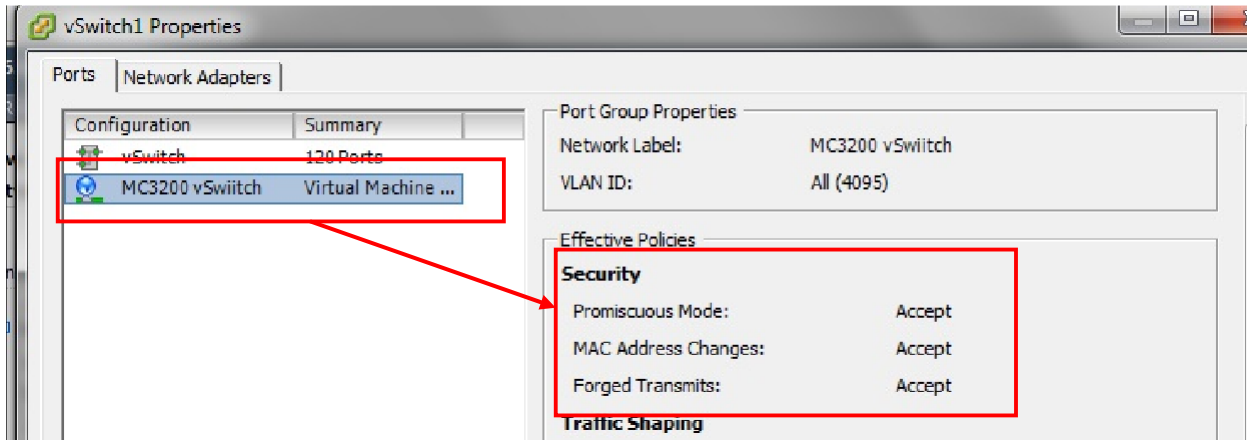 vSwitch1 Properties
Ports Network Adapters
Configuration Summary
vSwitch 120 Ports
MC3200 vSwiitch Virtual Machine ...
Port Group Properties
Network Label: MC3200 vSwiitch
VLAN ID: All (4095)
Effective Policies
Security
Promiscuous Mode: Accept
MAC Address Changes: Accept
Forged Transmits: Accept
Traffic Shaping